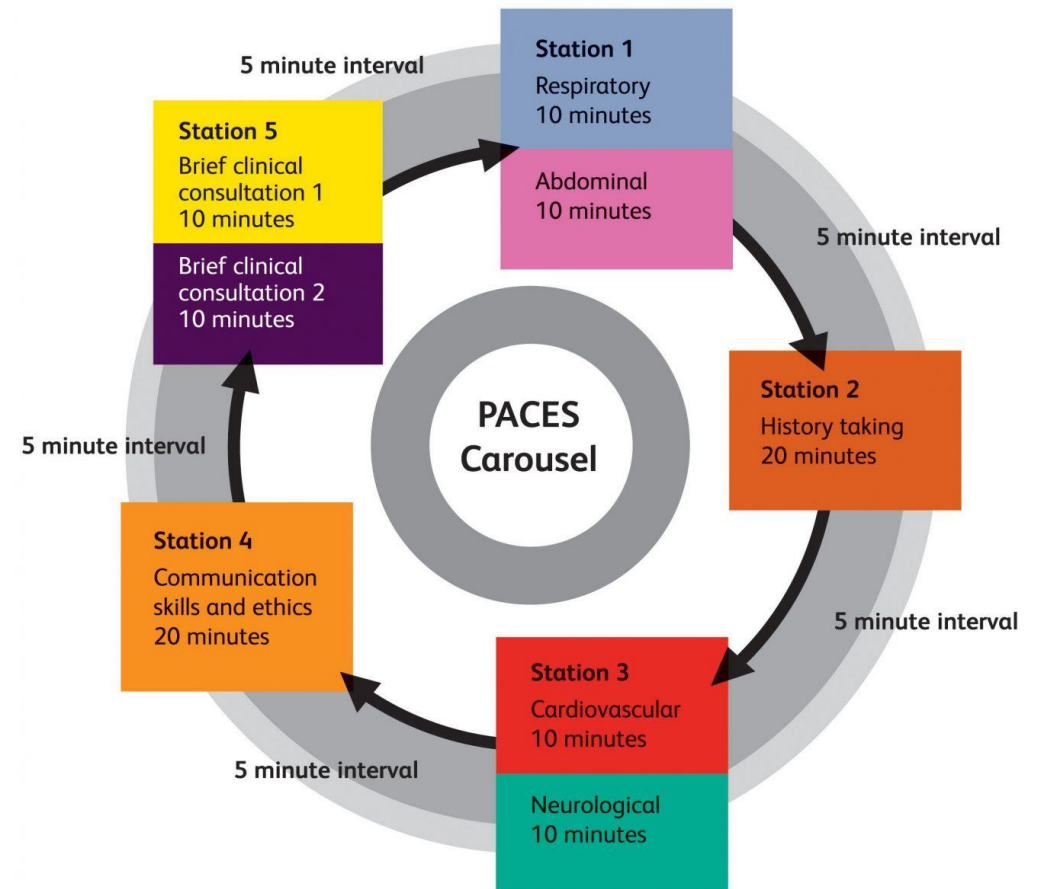 5 minute interval
Station 1
Respiratory
10 minutes
Abdominal
10 minutes
5 minute interval
Station 2
History taking
20 minutes
5 minute interval
Station 3
Cardiovascular
10 minutes
Neurological
10 minutes
5 minute interval
Station 4
Communication
skills and ethics
20 minutes
5 minute interval
Station 5
Brief clinical
consultation 1
10 minutes
Brief clinical
consultation 2
10 minutes
PACES
Carousel